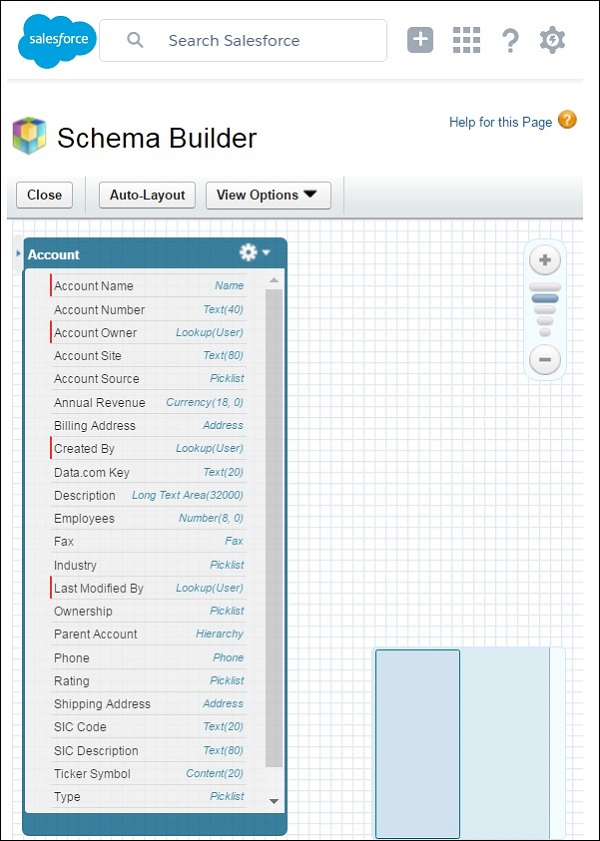 salesforce Search Salesforce ?
Help for this Page ?
Schema Builder
Close Auto-Layout View Options
Account
Account Name Name
Account Number Text(40)
Account Owner Lookup(User)
Account Site Text(80)
Account Source Picklist
Annual Revenue Currency(18, 0)
Billing Address Address
Created By Lookup(User)
Data.com Key Text(20)
Description Long Text Area(32000)
Employees Number(8, 0)
Fax Fax
Industry Picklist
Last Modified By Lookup(User)
Ownership Picklist
Parent Account Hierarchy
Phone Phone
Rating Picklist
Shipping Address Address
SIC Code Text(20)
SIC Description Text(80)
Ticker Symbol Content(20)
Type Picklist